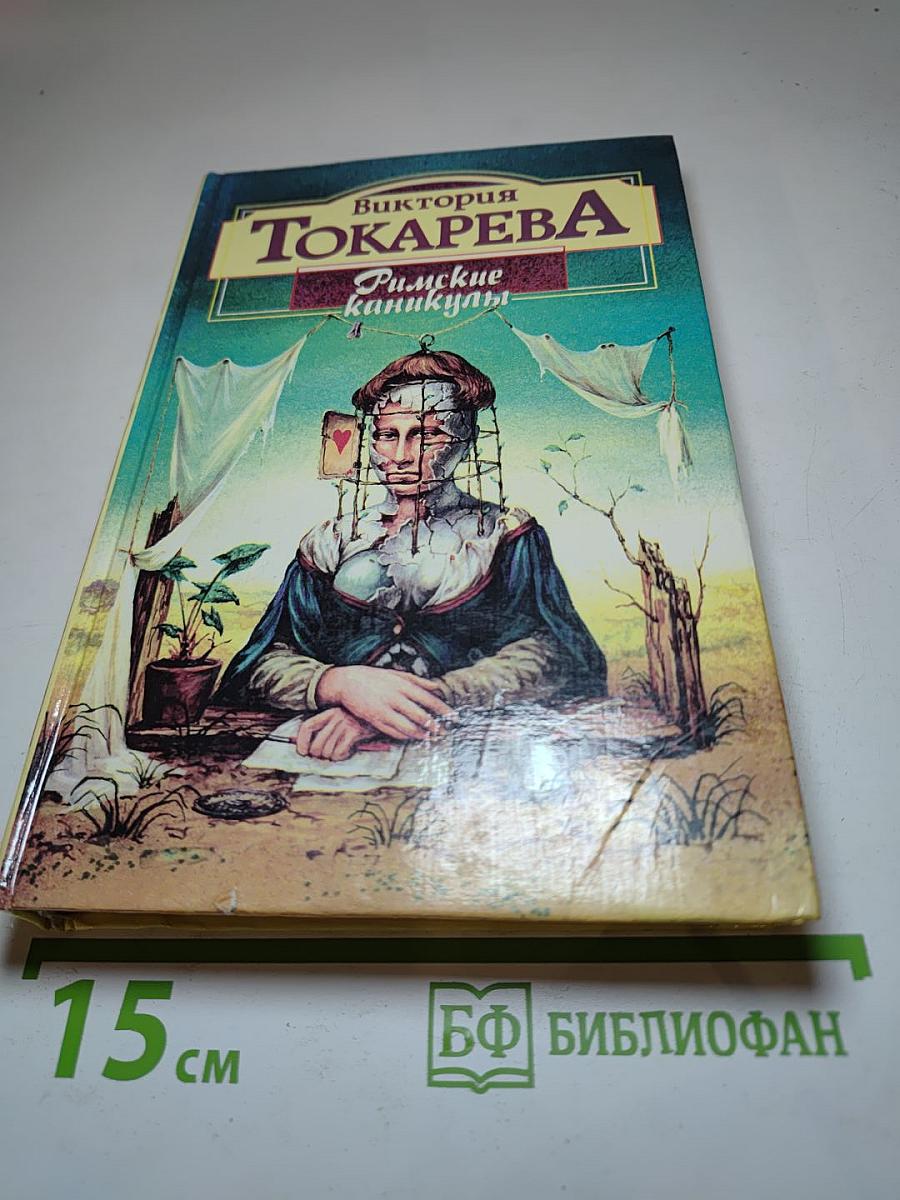 Виктория
ТОКАРЕВА
Римские
каникулы
15 см
БФ БИБЛИОФАН